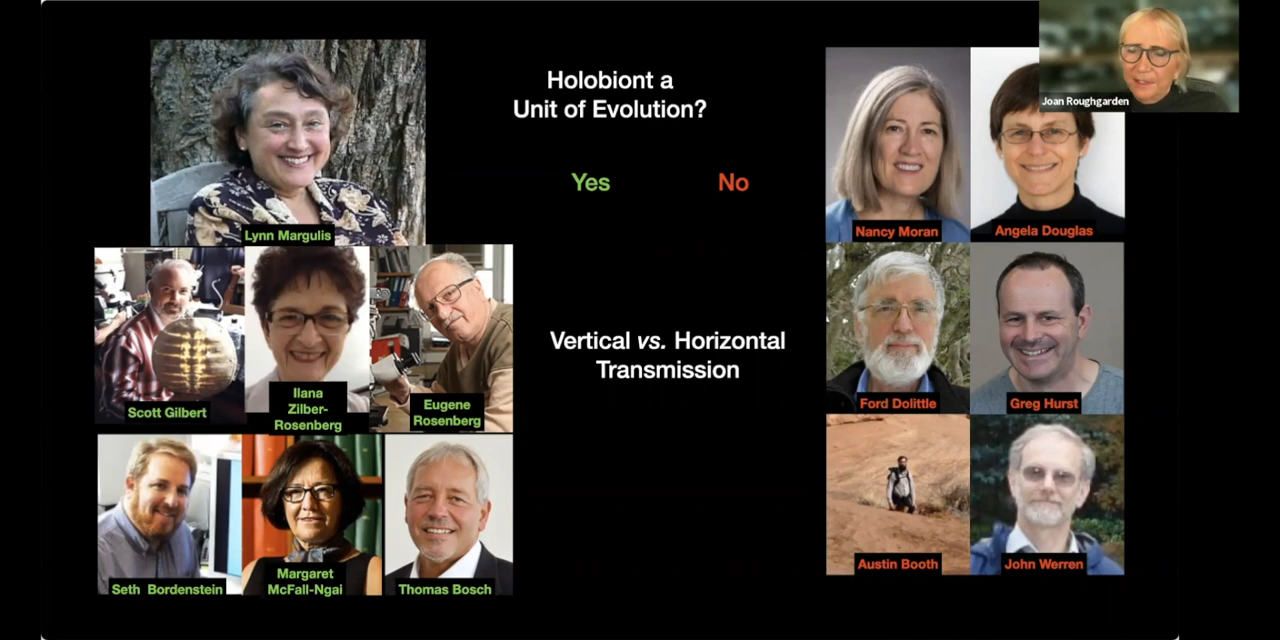 Holobiont a
Unit of Evolution?
Yes
No
Joan Roughgarden
Lynn Margulis
Nancy Moran
Angela Douglas
Vertical vs. Horizontal
Transmission
Scott Gilbert
Ilana
Zilber-
Rosenberg
Eugene
Rosenberg
Ford Dolittle
Greg Hurst
Seth Bordenstein
Margaret
McFall-Ngai
Thomas Bosch
Austin Booth
John Werren